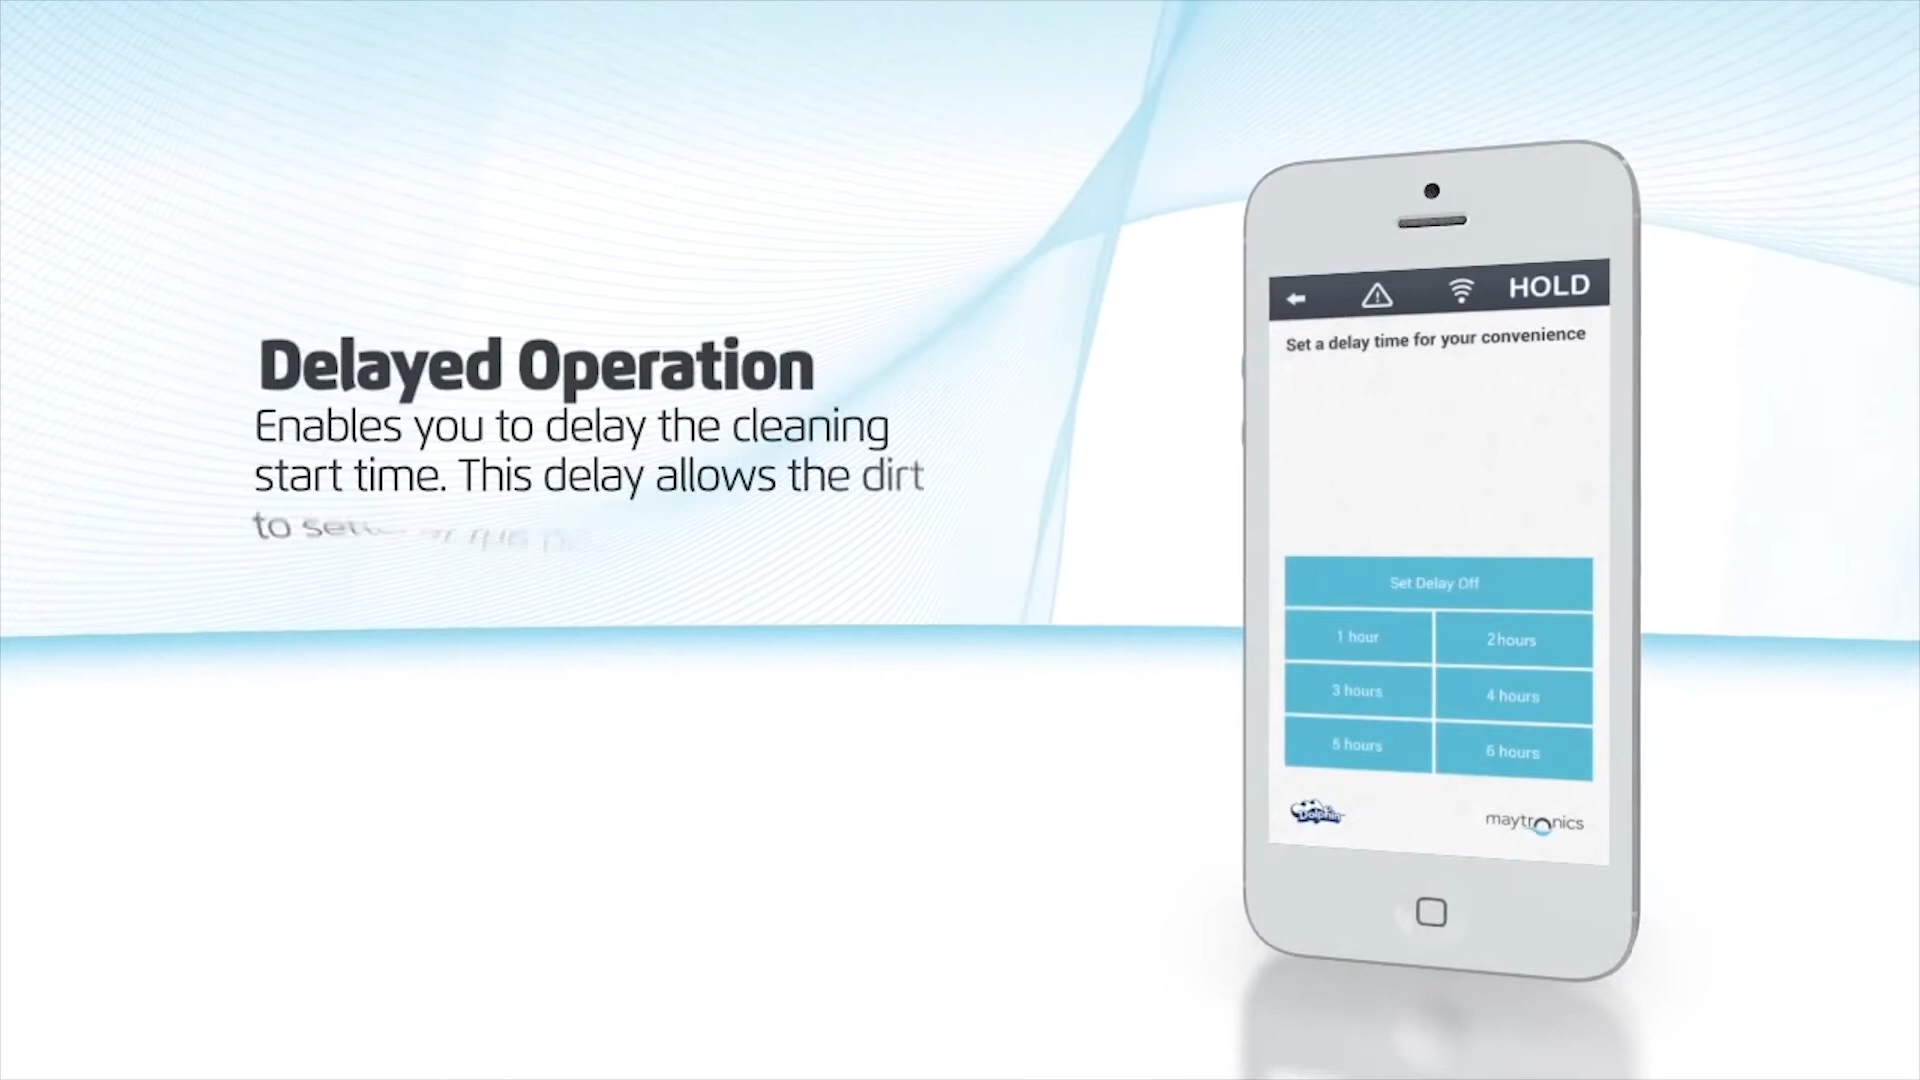 Delayed Operation
Enables you to delay the cleaning
start time. This delay allows the dirt
to
HOLD
Set a delay time for your convenience
Set Delay Off
1 hour
2 hours
3 hours
4 hours
5 hours
6 hours
Dolphin
maytronics